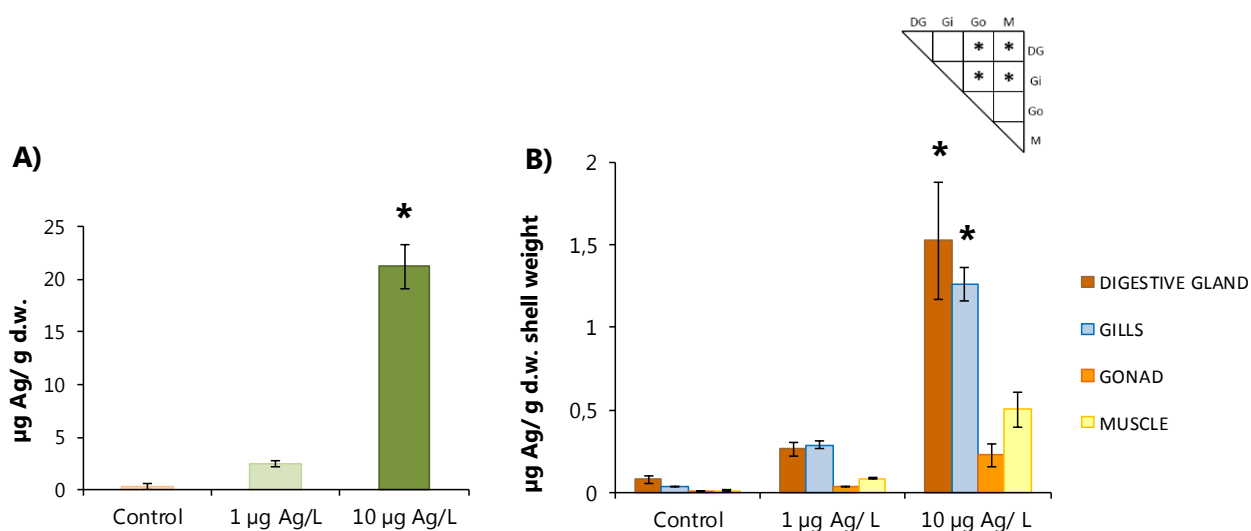 DG Gi Go M
* * DG
* * Gi
Go
M
A)
µg Ag/ g d.w.
25
20
15
10
5
0
*
Control 1 µg Ag/L 10 µg Ag/L
B)
µg Ag/ g d.w. shell weight
2
1,5
1
0,5
0
*
*
Control 1 µg Ag/ L 10 µg Ag/ L
DIGESTIVE GLAND
GILLS
GONAD
MUSCLE